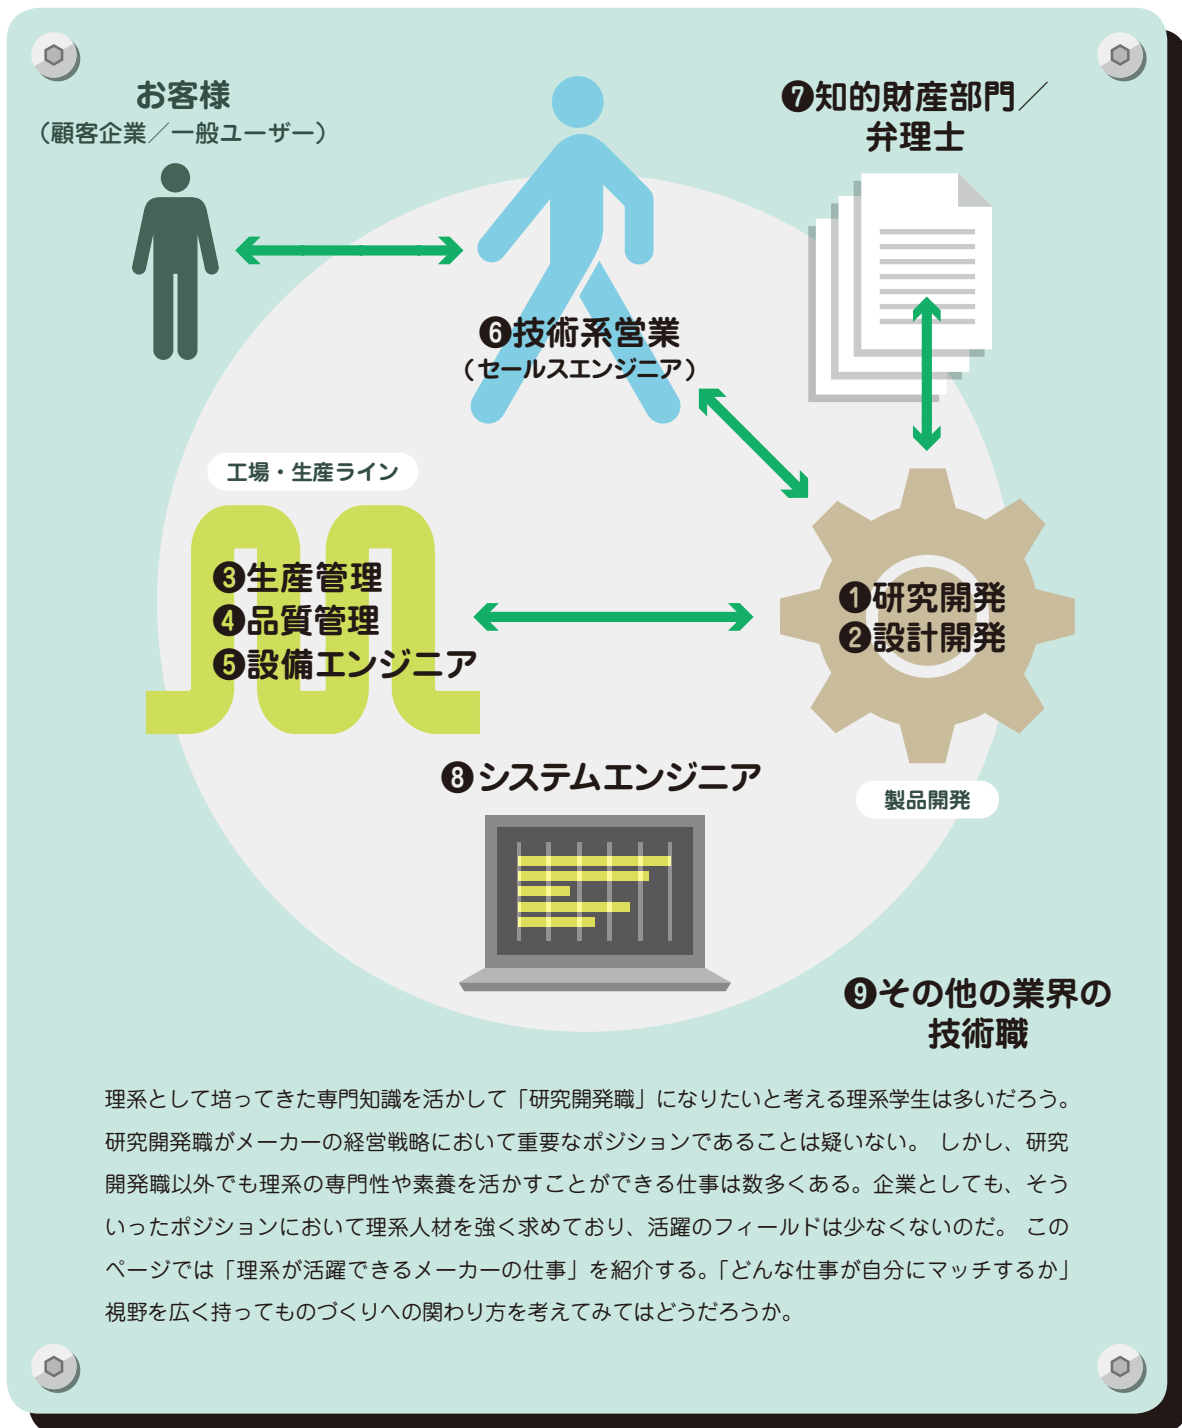 お客様
（顧客企業／一般ユーザー）
❼知的財産部門／
弁理士
❻技術系営業
（セールスエンジニア）
工場・生産ライン
❸生産管理
❹品質管理
❺設備エンジニア
❶研究開発
❷設計開発
製品開発
❽システムエンジニア
❾その他の業界の
技術職
理系として培ってきた専門知識を活かして「研究開発職」になりたいと考える理系学生は多いだろう。
研究開発職がメーカーの経営戦略において重要なポジションであることは疑いない。 しかし、研究
開発職以外でも理系の専門性や素養を活かすことができる仕事は数多くある。企業としても、そう
いったポジションにおいて理系人材を強く求めており、活躍のフィールドは少なくないのだ。 この
ページでは「理系が活躍できるメーカーの仕事」を紹介する。「どんな仕事が自分にマッチするか」
視野を広く持ってものづくりへの関わり方を考えてみてはどうだろうか。